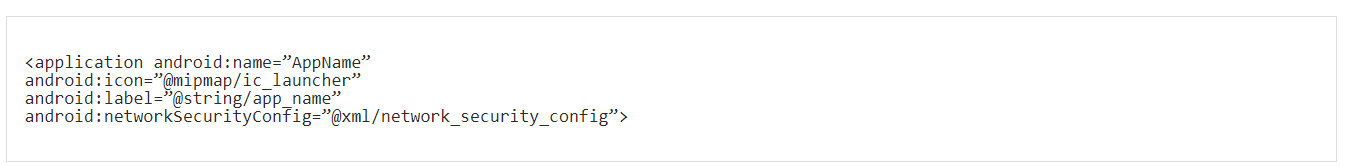 <application android:name=”AppName”
android:icon=”@mipmap/ic_launcher”
android:label=”@string/app_name”
android:networkSecurityConfig=”@xml/network_security_config”>